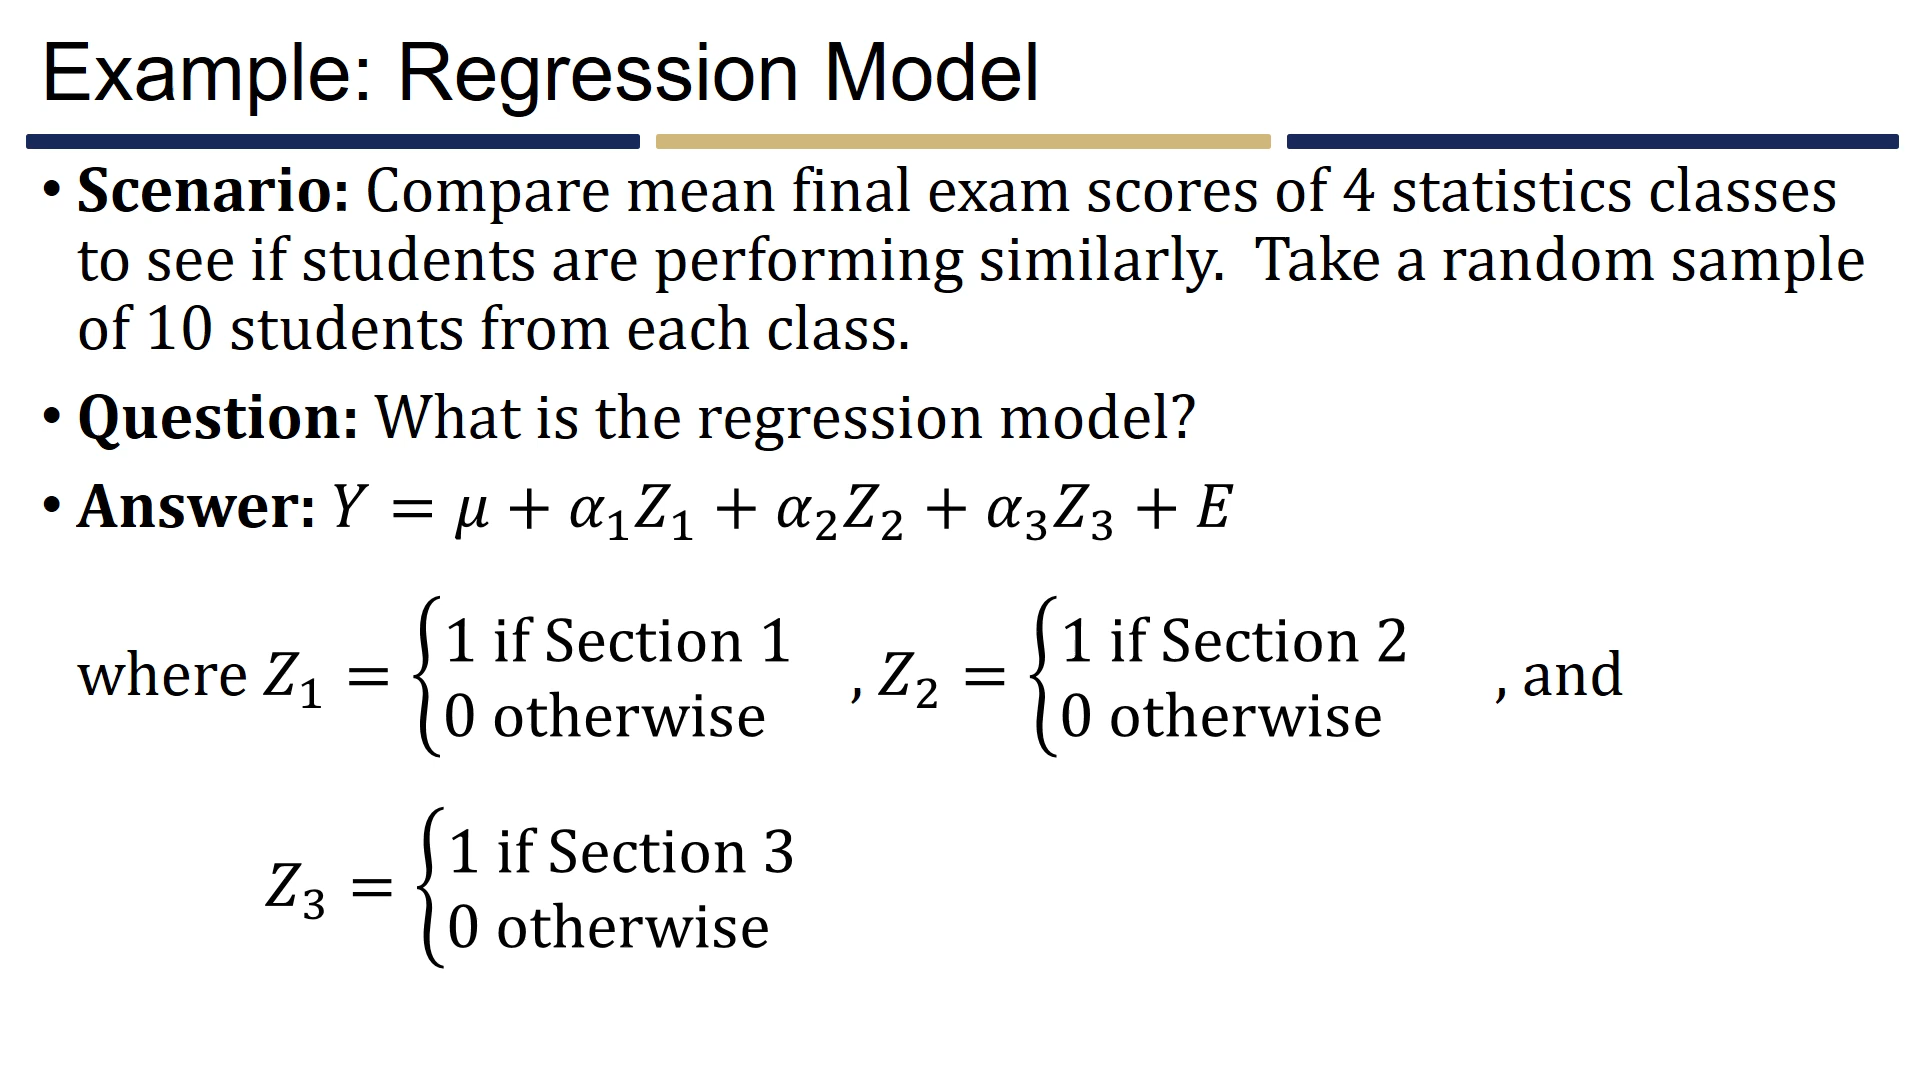 Example: Regression Model
• Scenario: Compare mean final exam scores of 4 statistics classes
to see if students are performing similarly.  Take a random sample
of 10 students from each class.
• Question: What is the regression model?
• Answer: Y = μ + α₁Z₁ + α₂Z₂ + α₃Z₃ + E
where Z₁ = {1 if Section 1 0 otherwise , Z₂ = {1 if Section 2 0 otherwise , and
Z₃ = {1 if Section 3 0 otherwise